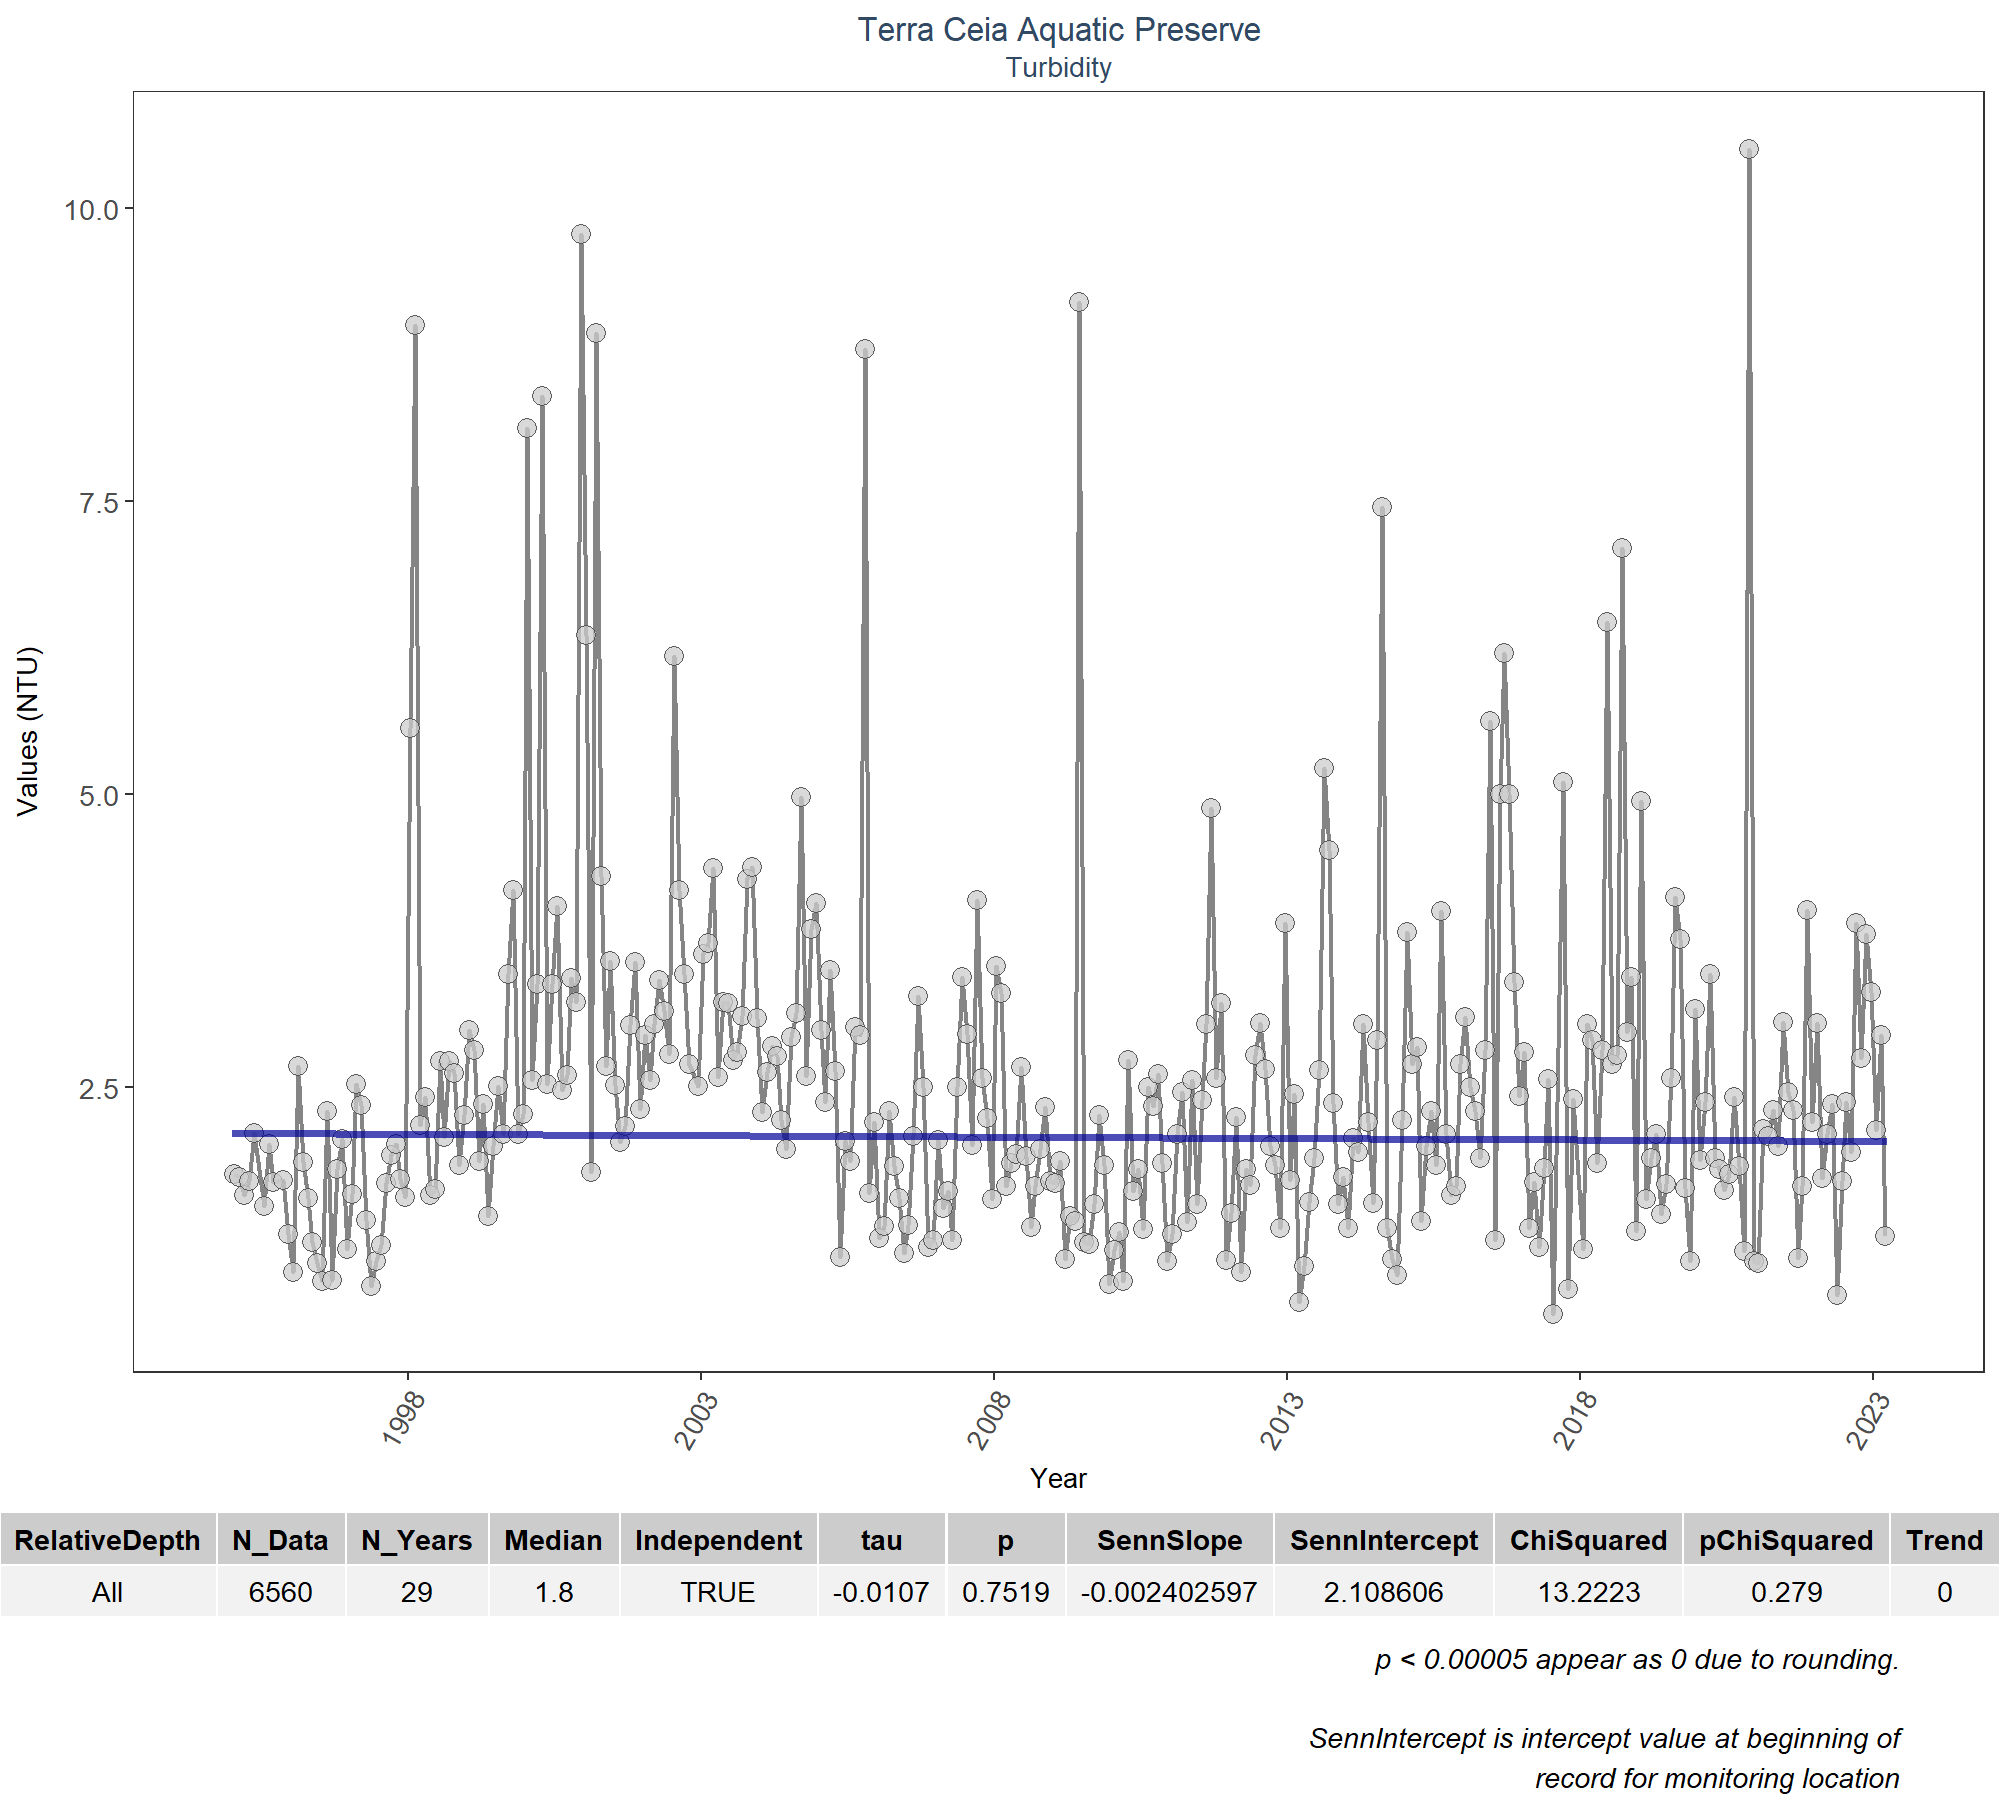 Terra Ceia Aquatic Preserve
Turbidity
10.0
7.5
5.0
2.5
Values (NTU)
1998
2003
2008
2013
2018
2023
Year
RelativeDepth N_Data N_Years Median Independent tau p SennSlope SennIntercept ChiSquared pChiSquared Trend
All 6560 29 1.8 TRUE -0.0107 0.7519 -0.002402597 2.108606 13.2223 0.279 0
p < 0.00005 appear as 0 due to rounding.
SennIntercept is intercept value at beginning of
record for monitoring location